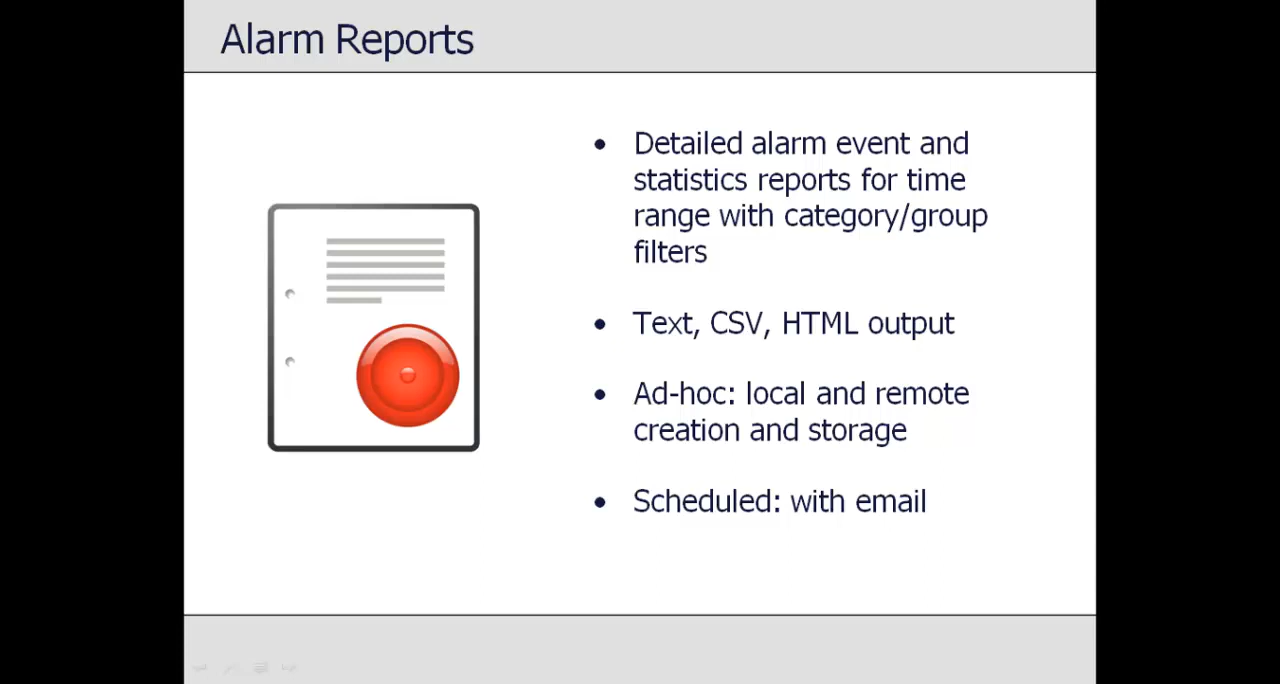 Alarm Reports
• Detailed alarm event and
statistics reports for time
range with category/group
filters
• Text, CSV, HTML output
• Ad-hoc: local and remote
creation and storage
• Scheduled: with email